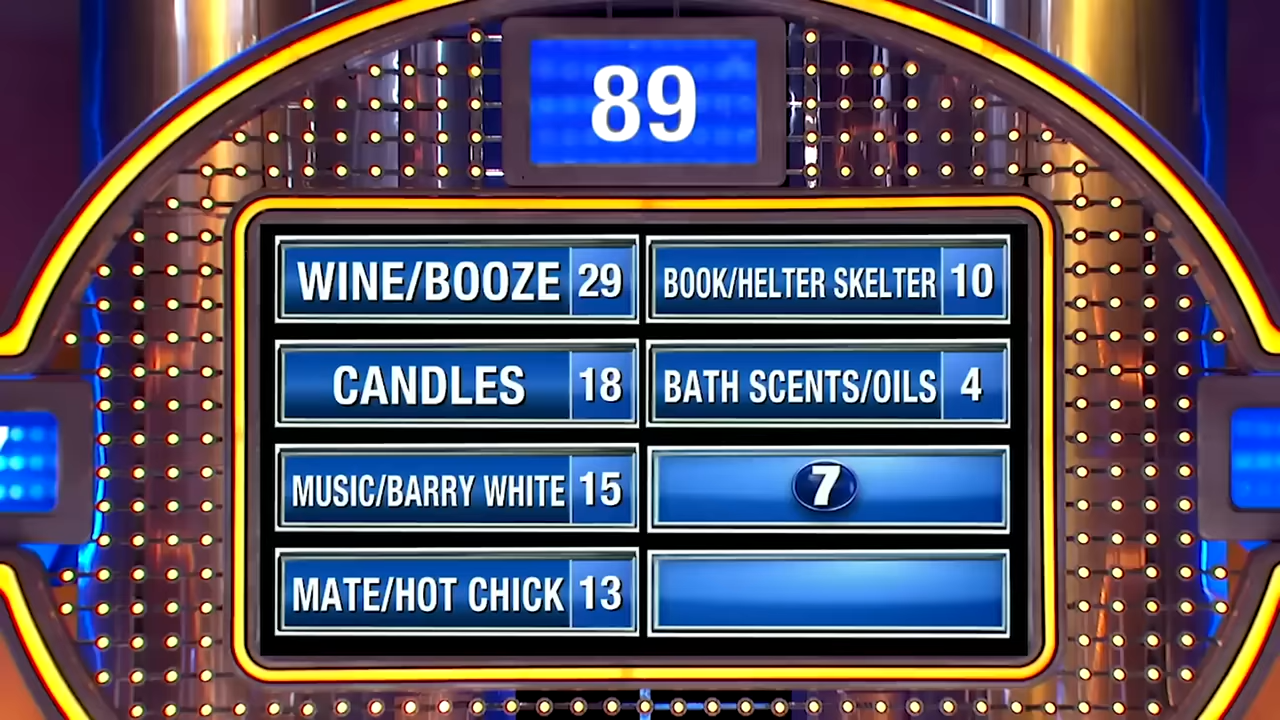 89
WINE/BOOZE 29
CANDLES 18
MUSIC/BARRY WHITE 15
MATE/HOT CHICK 13
BOOK/HELTER SKELTER 10
BATH SCENTS/OILS 4
7